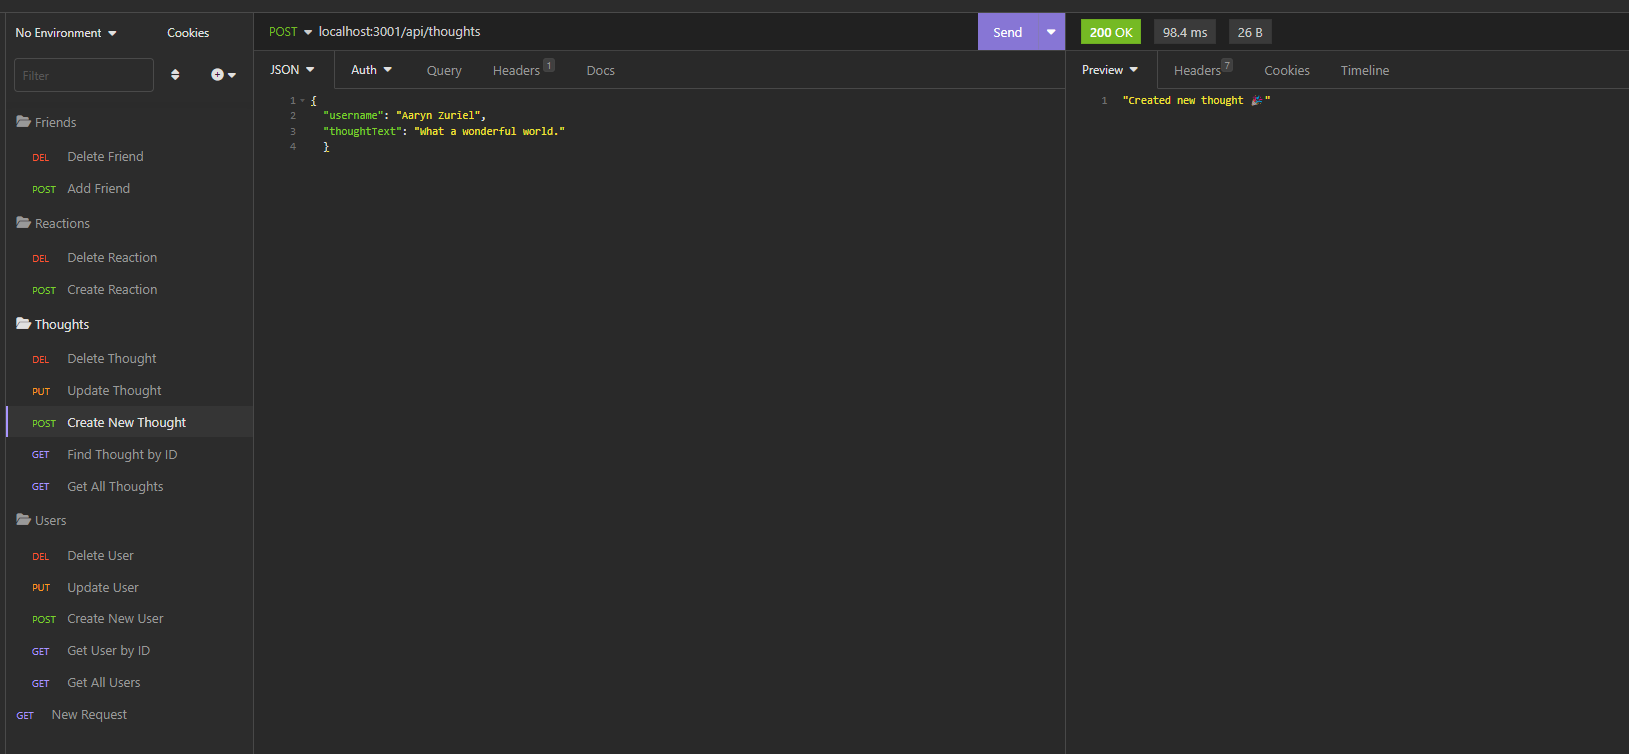 No Environment
Cookies
Filter
Friends
DEL Delete Friend
POST Add Friend
Reactions
DEL Delete Reaction
POST Create Reaction
Thoughts
DEL Delete Thought
PUT Update Thought
POST Create New Thought
GET Find Thought by ID
GET Get All Thoughts
Users
DEL Delete User
PUT Update User
POST Create New User
GET Get User by ID
GET Get All Users
GET New Request
POST localhost:3001/api/thoughts
Send
JSON Auth Query Headers 1 Docs
1 {
2 "username": "Aaryn Zuriel",
3 "thoughtText": "What a wonderful world."
4 }
200 OK 98.4 ms 26 B
Preview Headers 7 Cookies Timeline
1 "Created new thought 🎉"